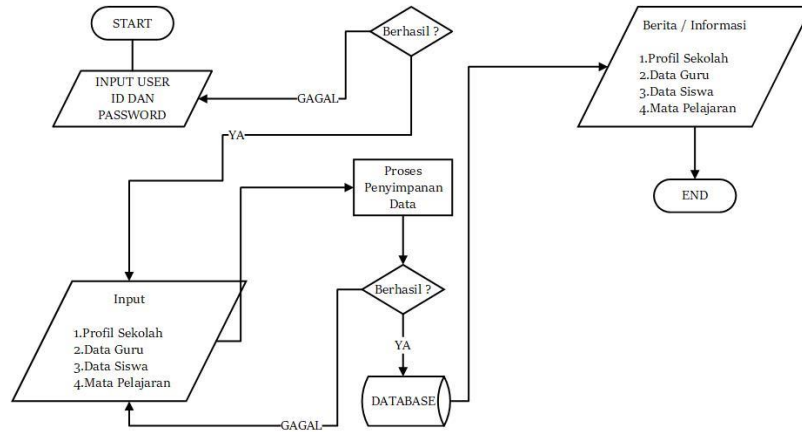 START
INPUT USER
ID DAN
PASSWORD
Berhasil ?
GAGAL
YA
Input
1.Profil Sekolah
2.Data Guru
3.Data Siswa
4.Mata Pelajaran
Proses
Penyimpanan
Data
Berhasil ?
GAGAL
YA
DATABASE
Berita / Informasi
1.Profil Sekolah
2.Data Guru
3.Data Siswa
4.Mata Pelajaran
END